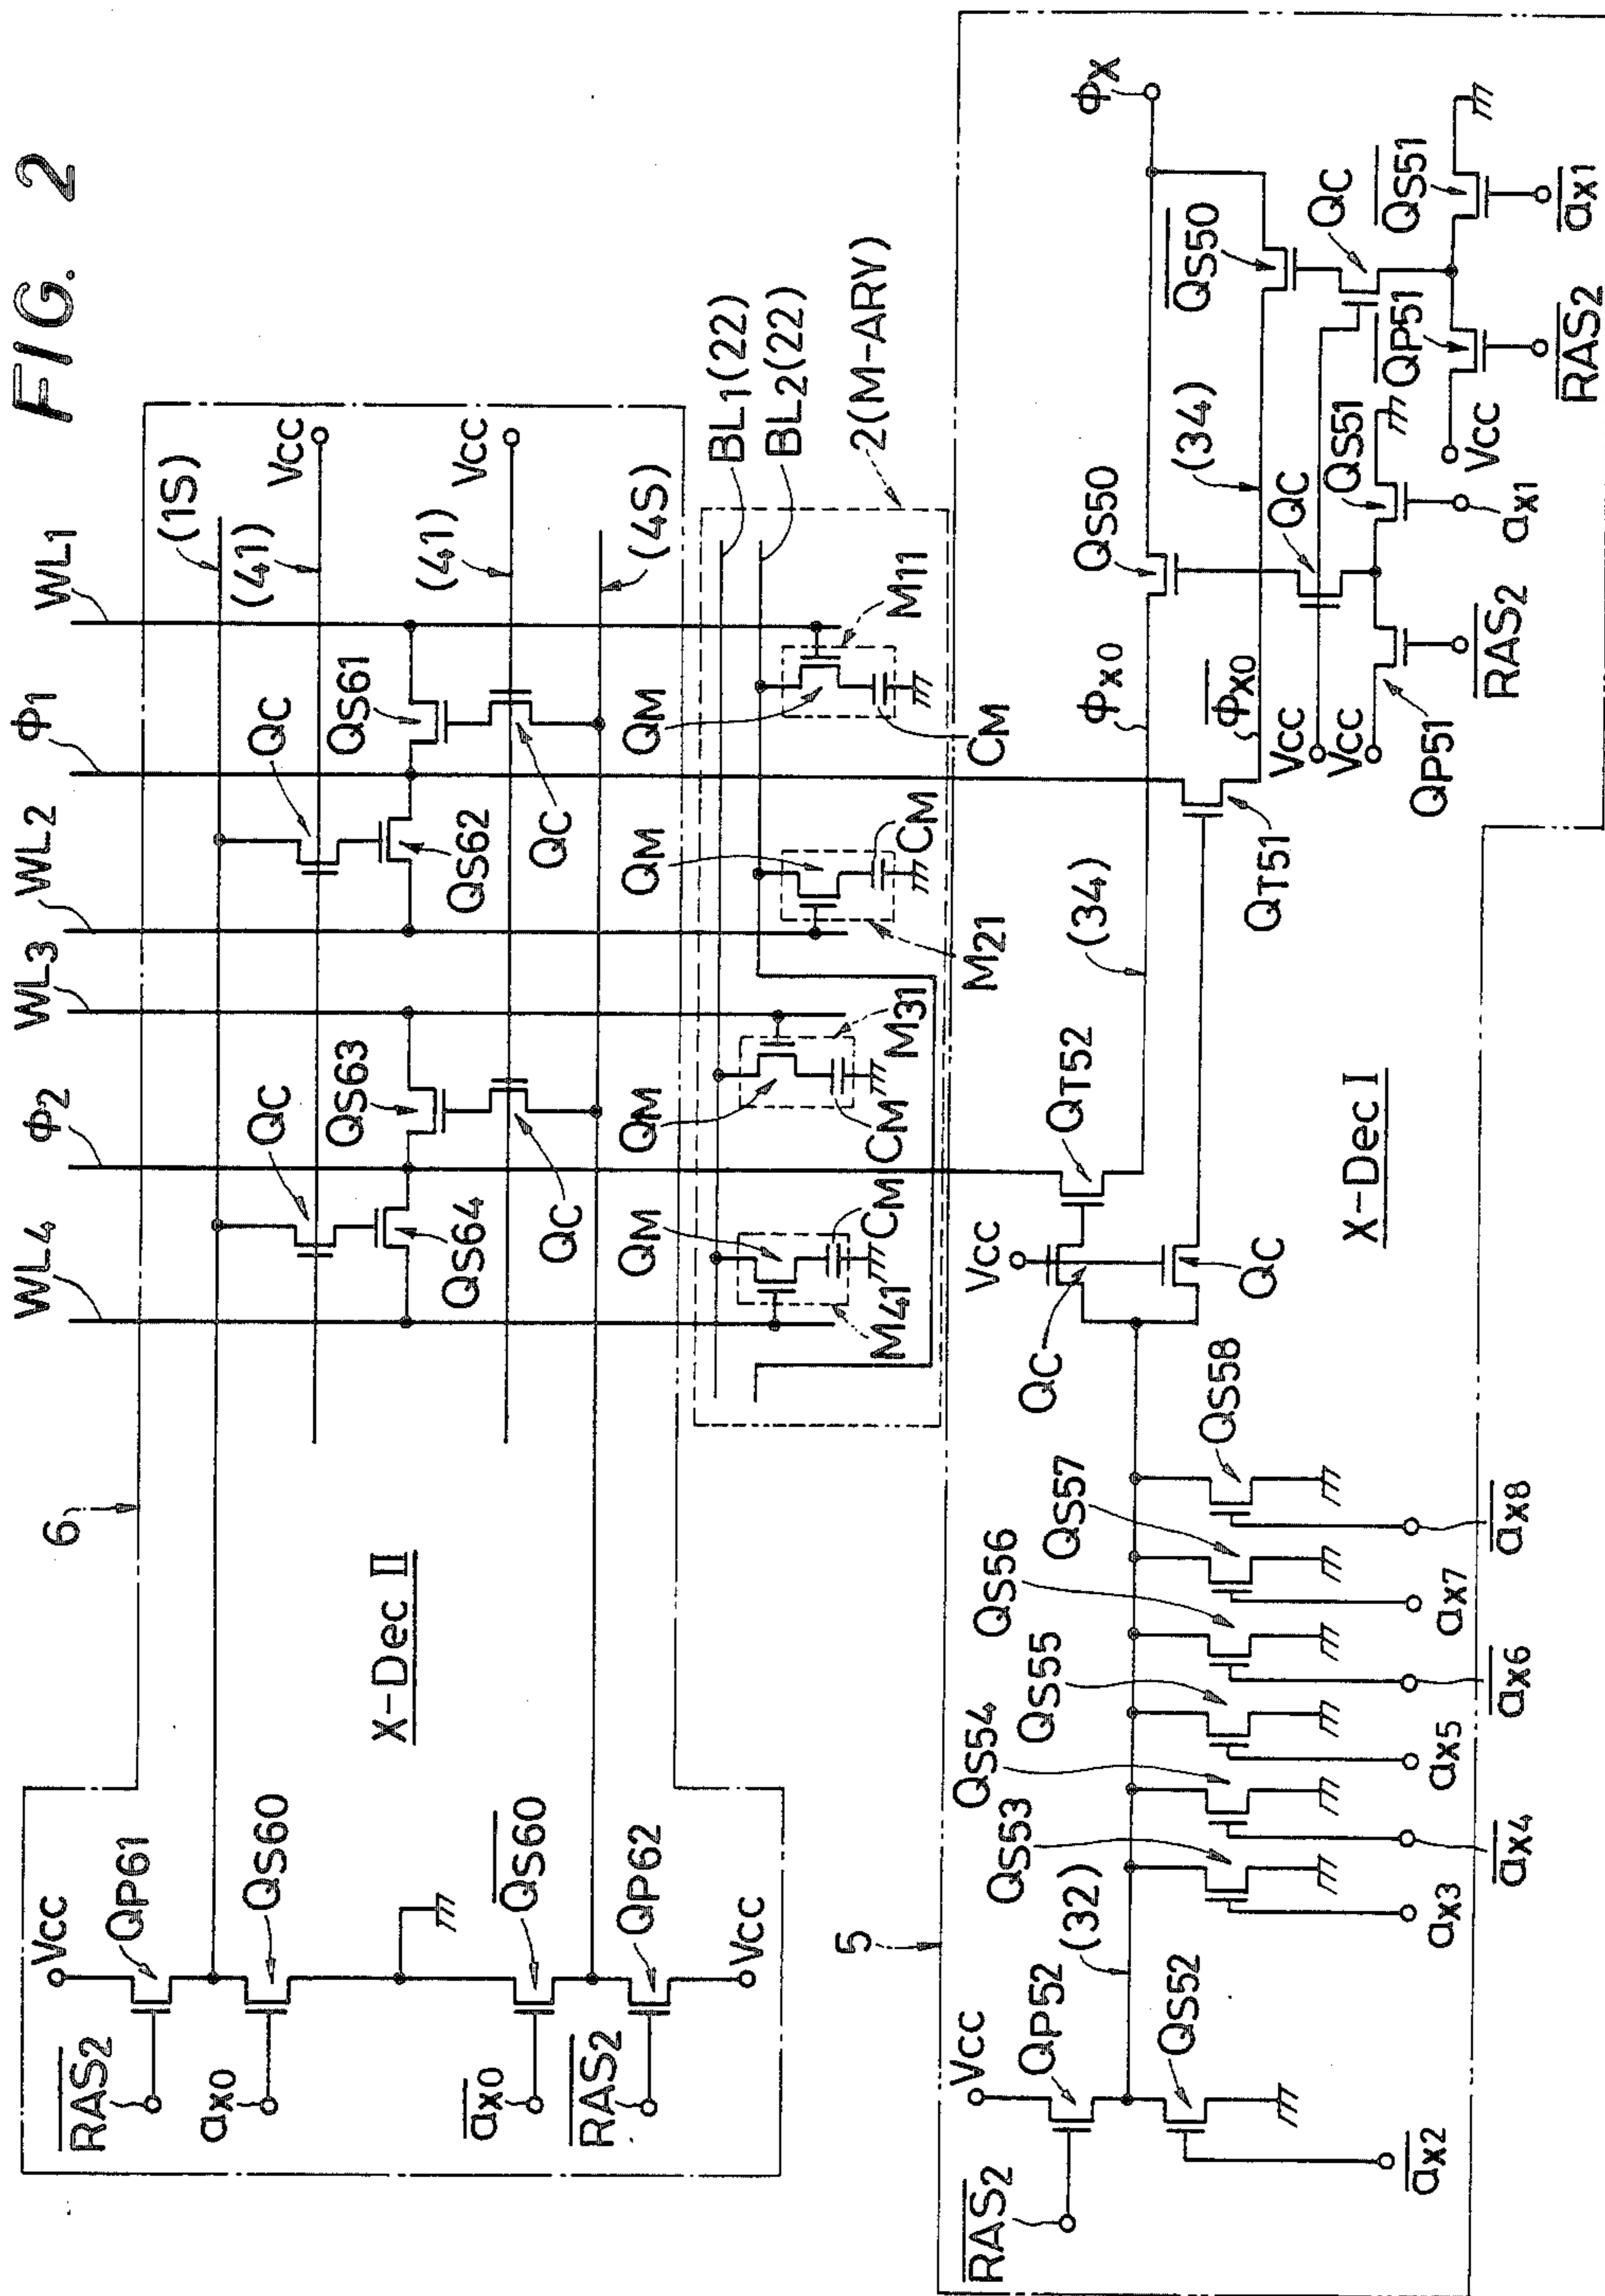 FIG. 2
WL4
Φ2
WL3
WL2
Φ1
WL1
6
(1S)
(41)
VCC
(41)
VCC
(4S)
VCC
QP61
RAS2
QS60
ax0
QS60
ax0
RAS2
QP62
VCC
X-Dec II
QC
QC
QS64
QS63
QS62
QS61
QC
QC
BL1(22)
BL2(22)
2(M-ARY)
QM
QM
QM
QM
CM
CM
CM
CM
M41
M31
M21
M11
5
VCC
QP52
RAS2
(32)
QS52
ax2
QS53
QS54
QS55
QS56
QS57
QS58
ax3
ax4
ax5
ax6
ax7
ax8
VCC
QC
QC
QT52
(34)
QT51
X-Dec I
Φx0
Φx0
QS50
(34)
QS50
Φx
VCC
VCC
QC
QC
QP51
QS51
RAS2
ax1
VCC
QP51
QS51
RAS2
ax1